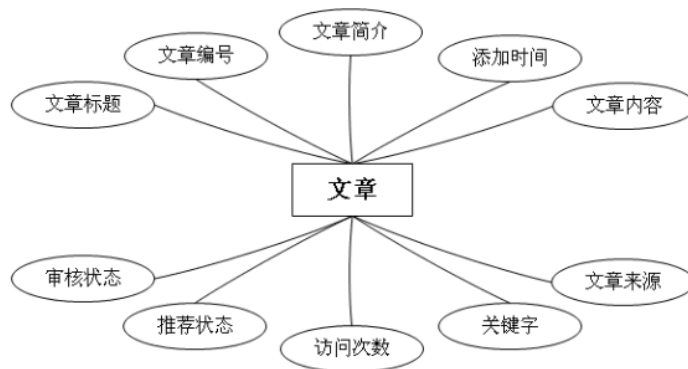 文章简介
文章编号
添加时间
文章标题
文章内容
文章
审核状态
文章来源
推荐状态
关键字
访问次数